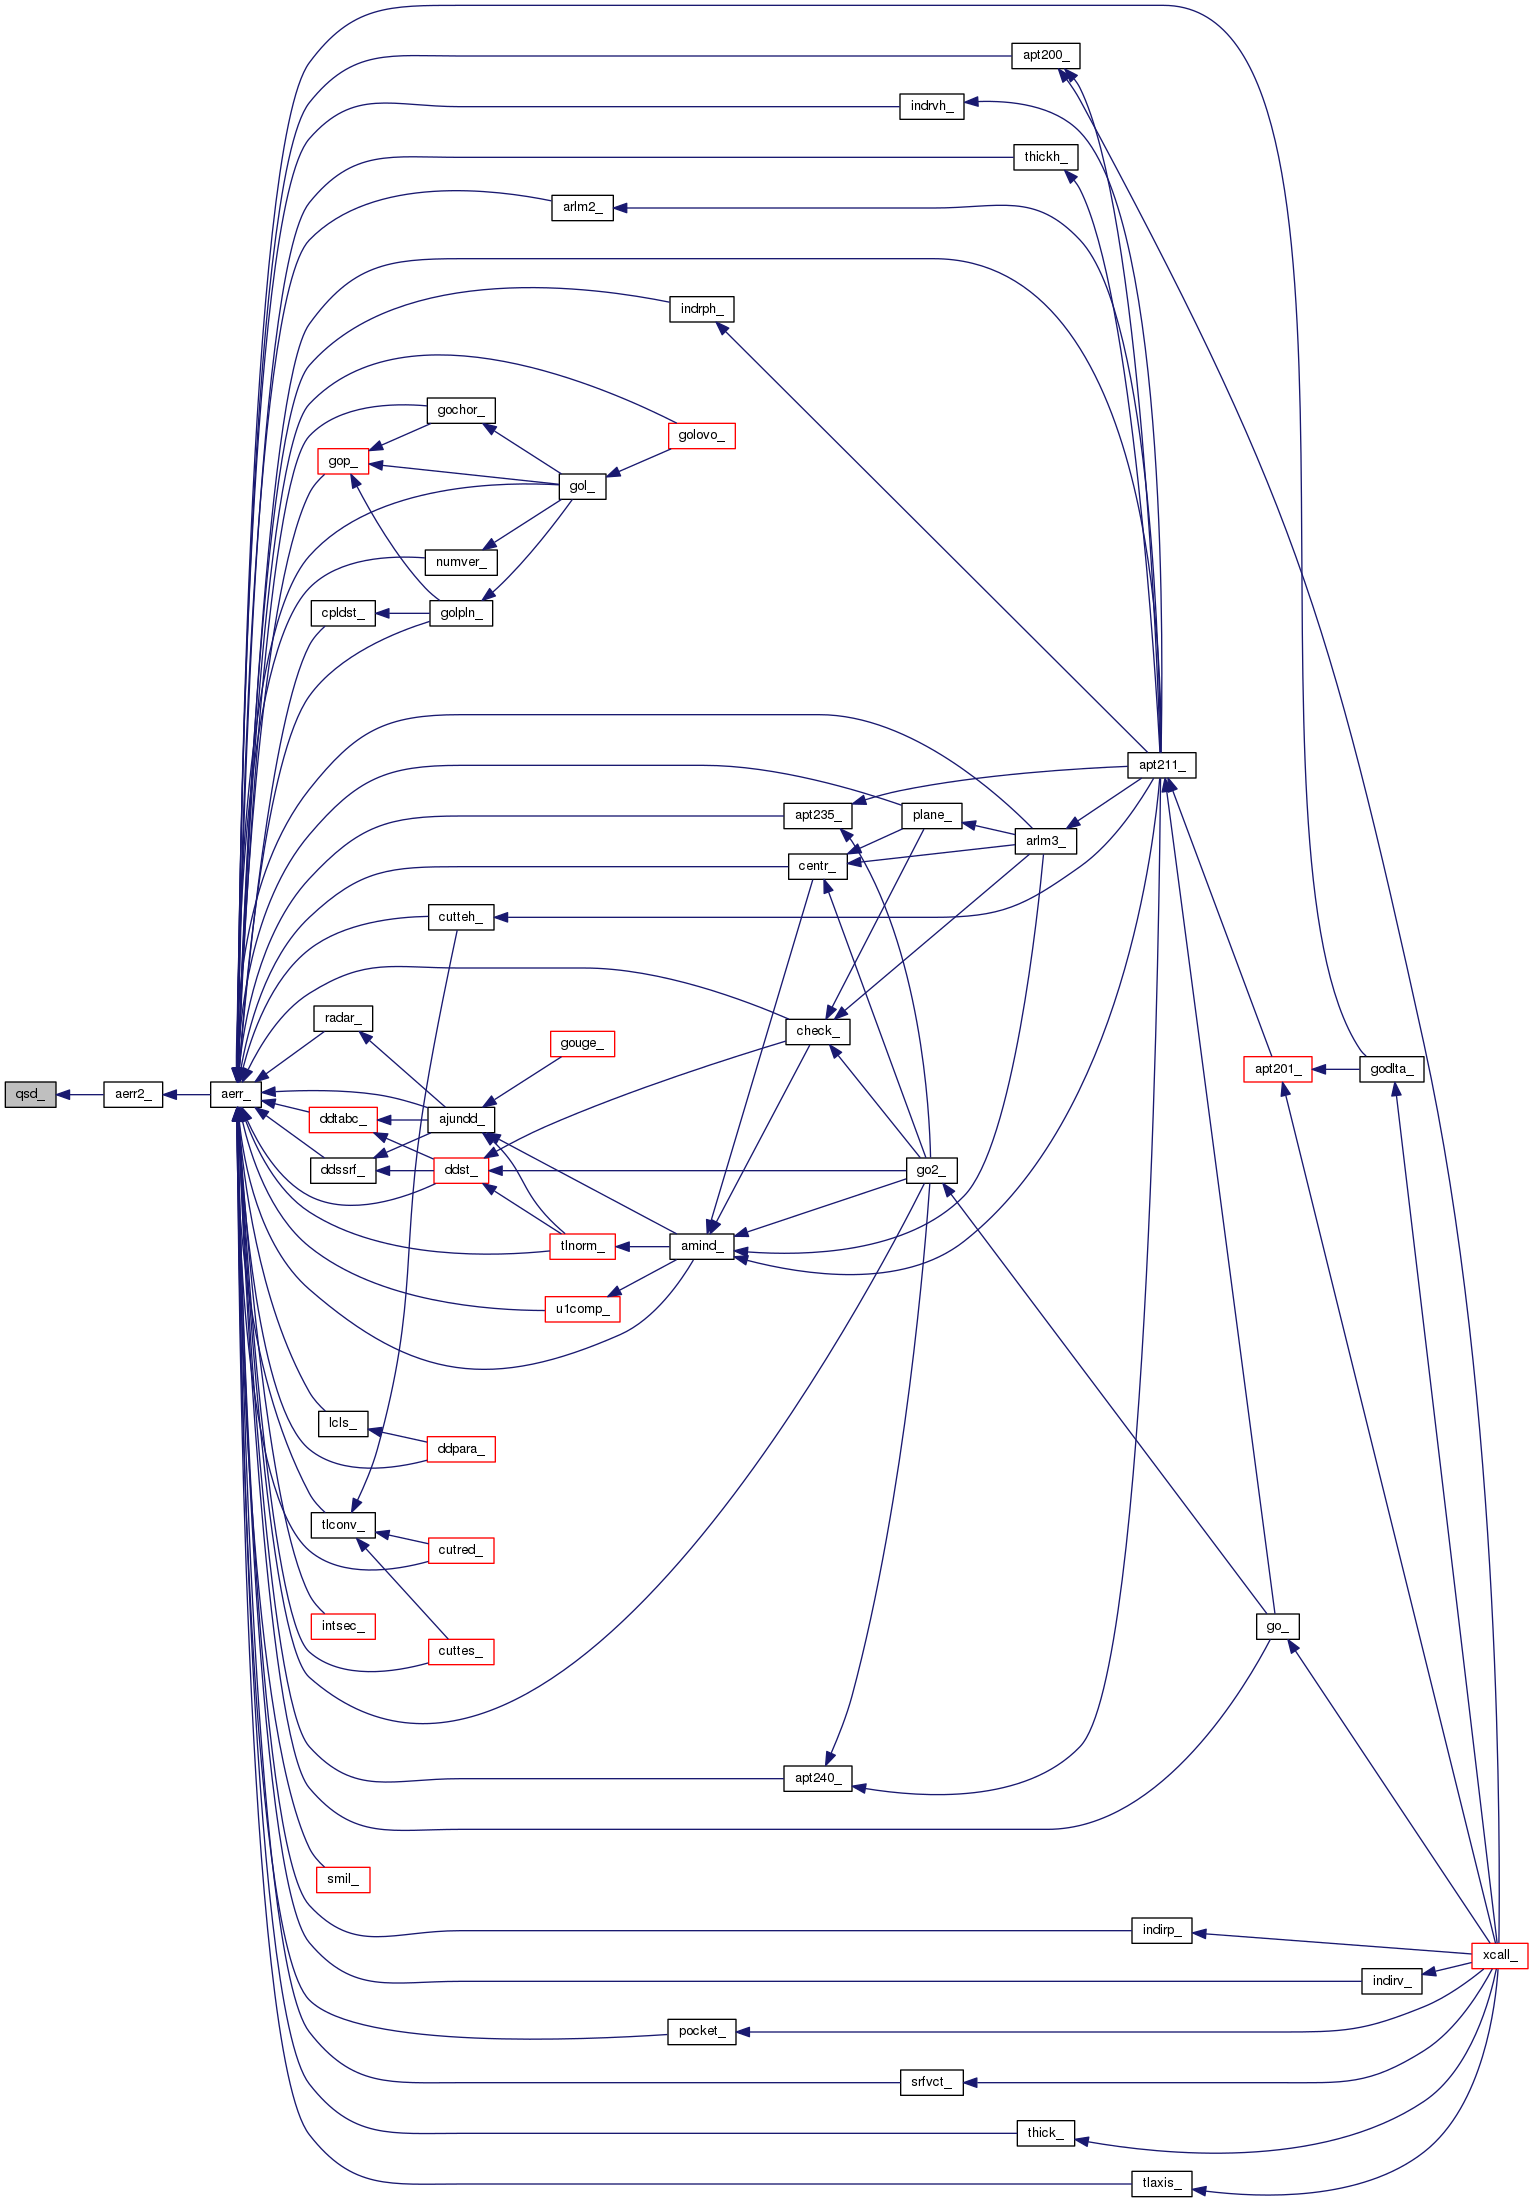 apt200_
indrvh_
thickh_
arlm2_
indrph_
gochor_
golovo_
gop_
gol_
numver_
cpldst_
golpln_
apt211_
apt235_
plane_
arlm3_
centr_
cutteh_
radar_
check_
gouge_
apt201_
godlta_
qsd_
aerr2_
aerr_
ddtabc_
ajundd_
ddssrf_
ddst_
go2_
tlnorm_
amind_
u1comp_
lcls_
ddpara_
tlconv_
cutred_
intsec_
go_
cuttes_
apt240_
smil_
indirp_
xcall_
indirv_
pocket_
srfvct_
thick_
tlaxis_